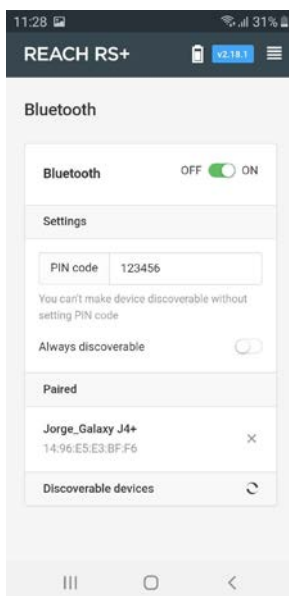 11:28 31%
REACH RS+ v2.18.1
Bluetooth
Bluetooth OFF ON
Settings
PIN code 123456
You can't make device discoverable without
setting PIN code
Always discoverable
Paired
Jorge_Galaxy J4+
14:96:E5:E3:BF:F6
Discoverable devices